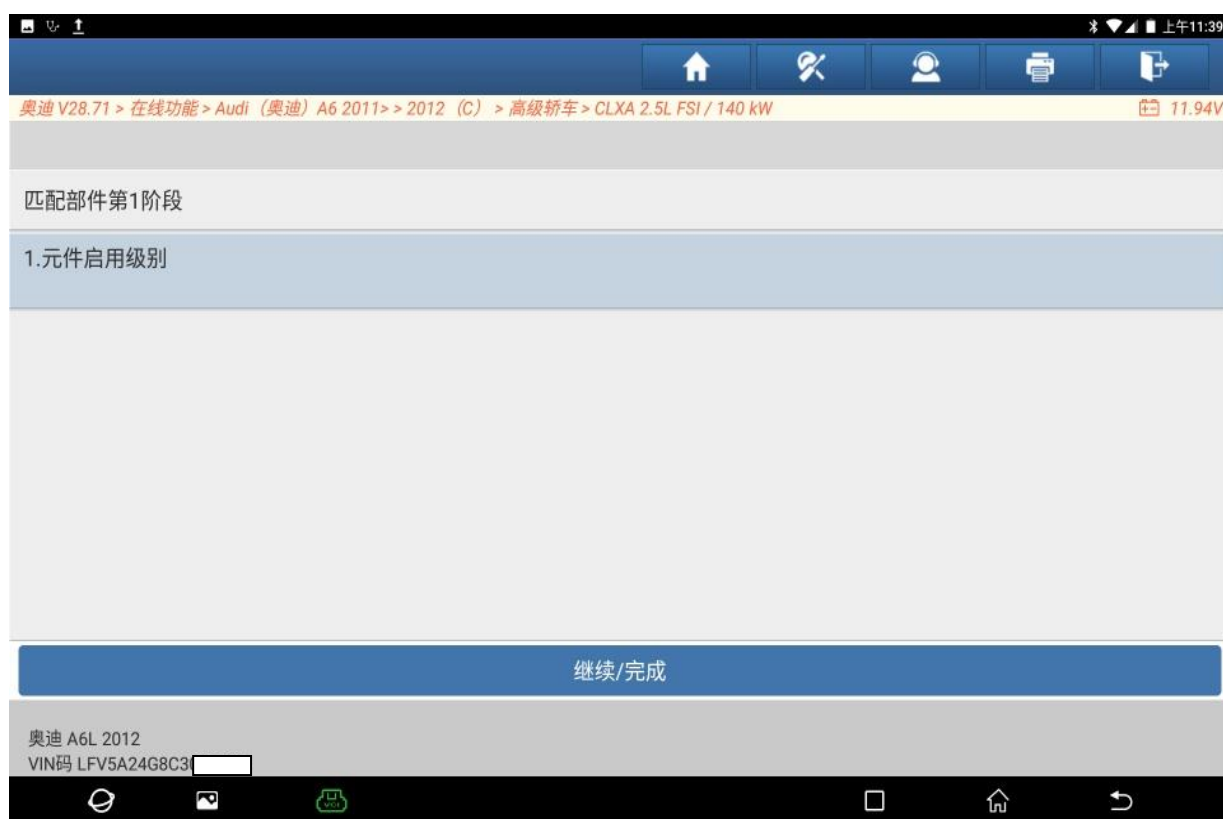 上午11:39
奥迪 V28.71 > 在线功能 > Audi（奥迪）A6 2011> > 2012（C） > 高级轿车 > CLXA 2.5L FSI / 140 kW 11.94V
匹配部件第1阶段
1.元件启用级别
继续/完成
奥迪 A6L 2012
VIN码 LFV5A24G8C3
VCI